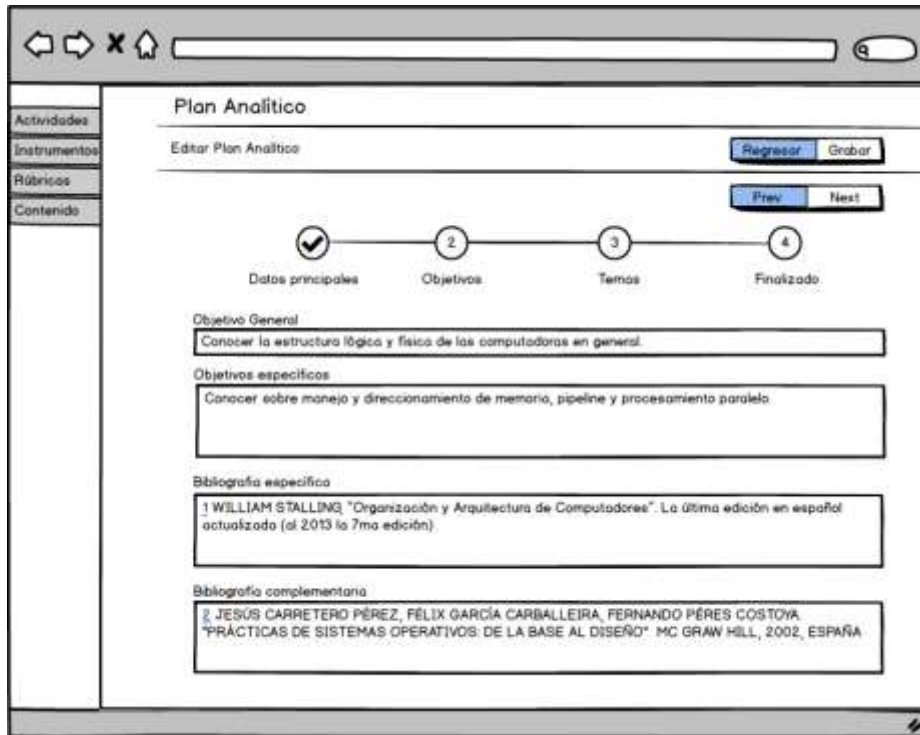 Plan Analítico
Actividades
Instrumentos
Rúbricas
Contenido
Editar Plan Analítico
Regresar
Grabar
Prev
Next
2
3
4
Datos principales
Objetivos
Temas
Finalizado
Objetivo General
Conocer la estructura lógica y física de las computadoras en general.
Objetivos específicos
Conocer sobre manejo y direccionamiento de memoria, pipeline y procesamiento paralelo.
Bibliografía específica
1 WILLIAM STALLING, "Organización y Arquitectura de Computadores". La última edición en español
actualizada (al 2013 la 7ma edición)
Bibliografía complementaria
2 JESÚS CARRETERO PÉREZ, FÉLIX GARCÍA CARBALLEIRA, FERNANDO PÉRES COSTOYA.
"PRÁCTICAS DE SISTEMAS OPERATIVOS: DE LA BASE AL DISEÑO" MC GRAW HILL, 2002, ESPAÑA